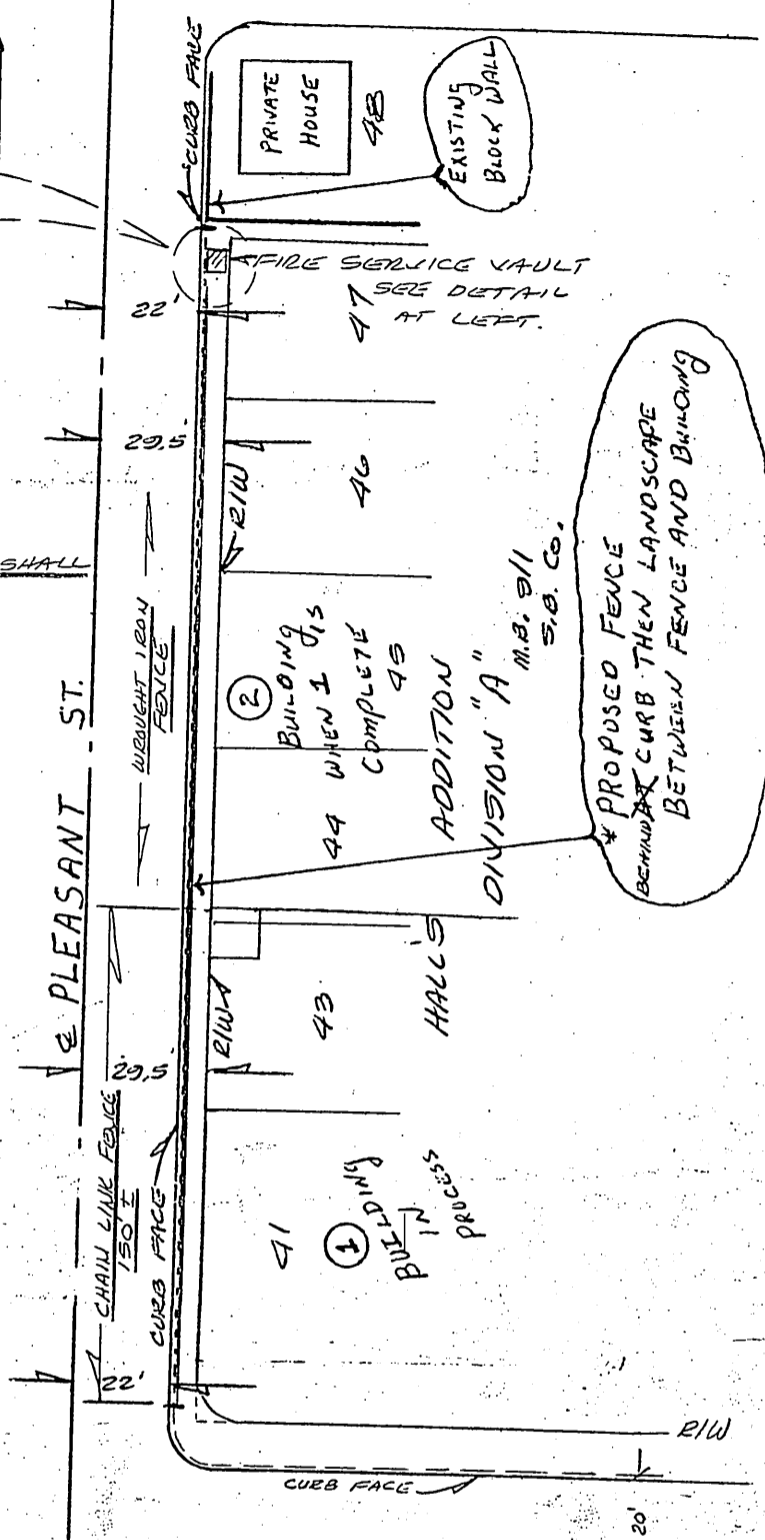 CURB FACE
PRIVATE
HOUSE
48
EXISTING
BLOCK WALL
FIRE SERVICE VAULT
SEE DETAIL
AT LEFT.
47
22'
29.5'
R/W
46
SHALL
WROUGHT IRON
FENCE
℄ PLEASANT ST.
2
BUILDING
WHEN 1 IS
COMPLETE
45
44
ADDITION
DIVISION "A"
M.B. 9/1
S.B. Co.
* PROPOSED FENCE
BEHIND AT CURB THEN LANDSCAPE
BETWEEN FENCE AND BUILDING
R/W
43
HALL'S
29.5'
CHAIN LINK FENCE
150' ±
CURB FACE
41
1
BUILDING
IN
PROCESS
22'
R/W
CURB FACE
20'